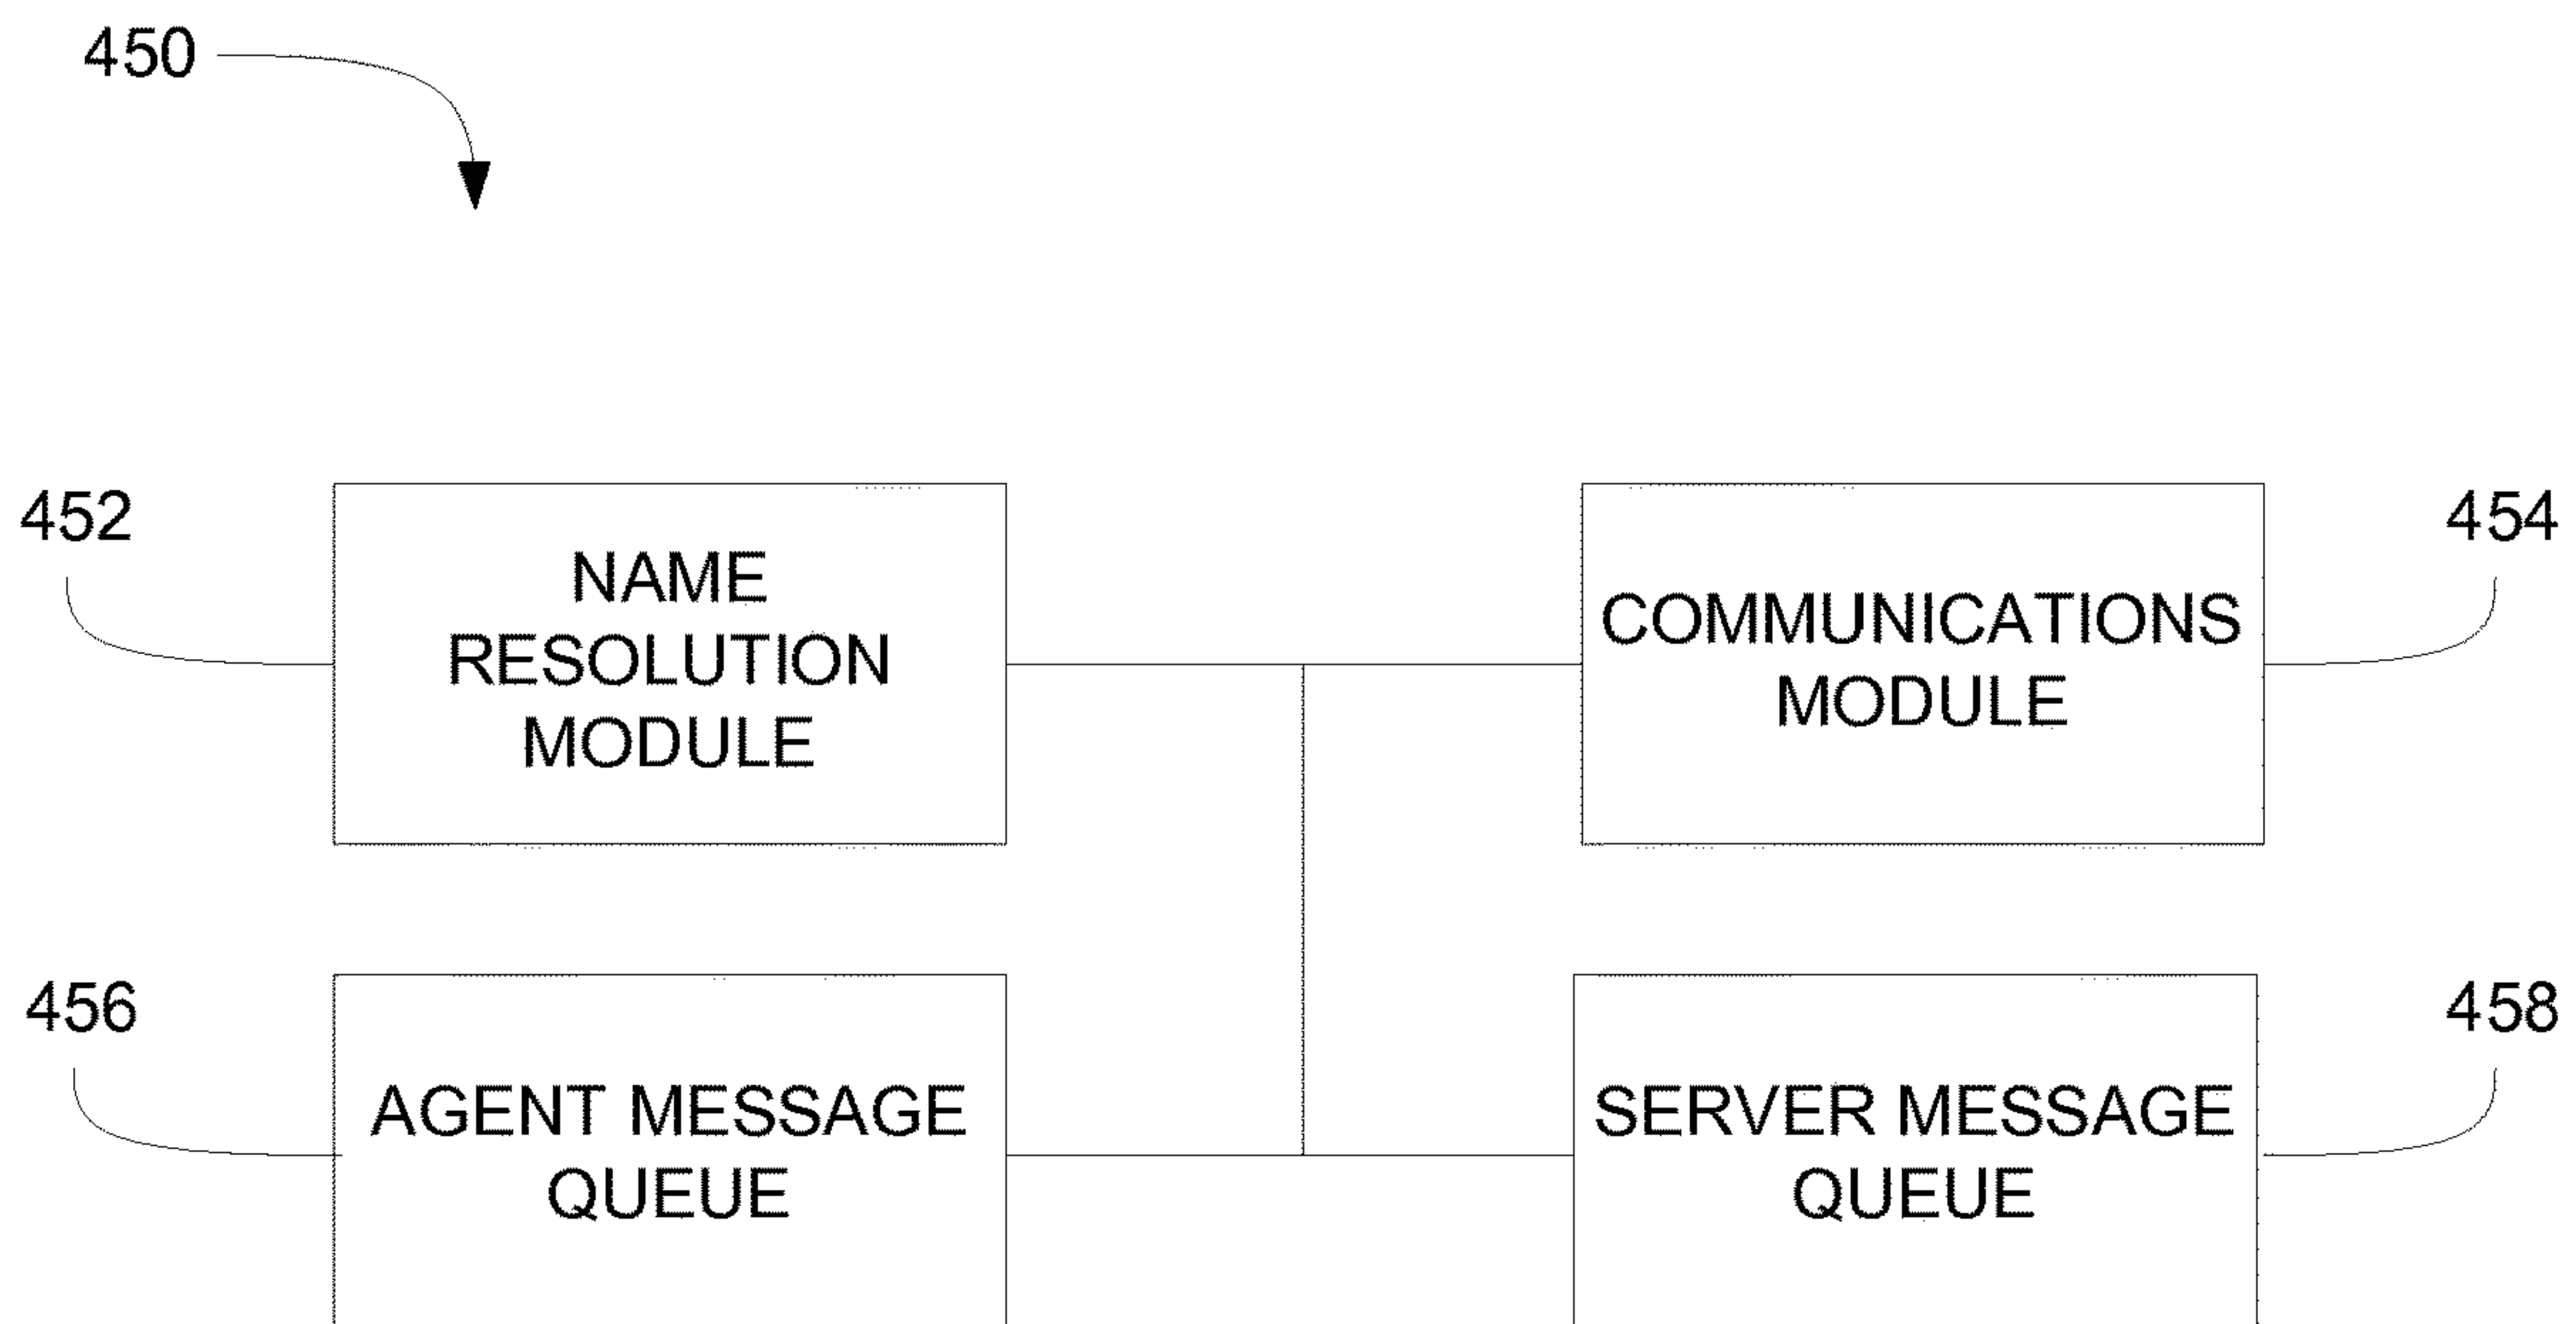 450
452
NAME
RESOLUTION
MODULE
COMMUNICATIONS
MODULE
454
456
AGENT MESSAGE
QUEUE
SERVER MESSAGE
QUEUE
458